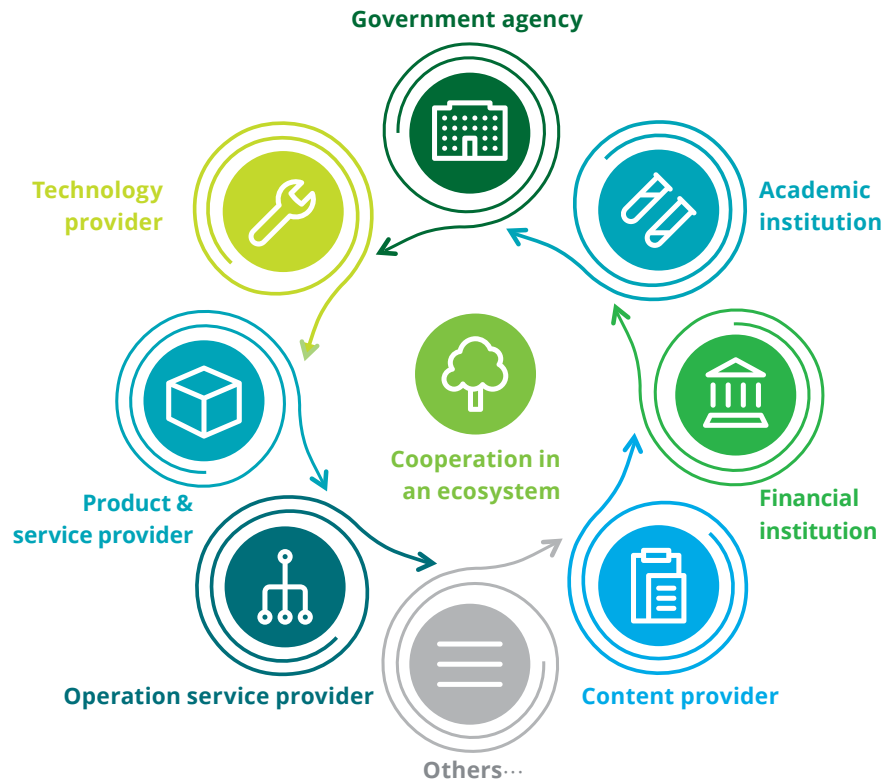 Government agency
Technology
provider
Academic
institution
Cooperation in
an ecosystem
Product &
service provider
Financial
institution
Operation service provider
Content provider
Others···